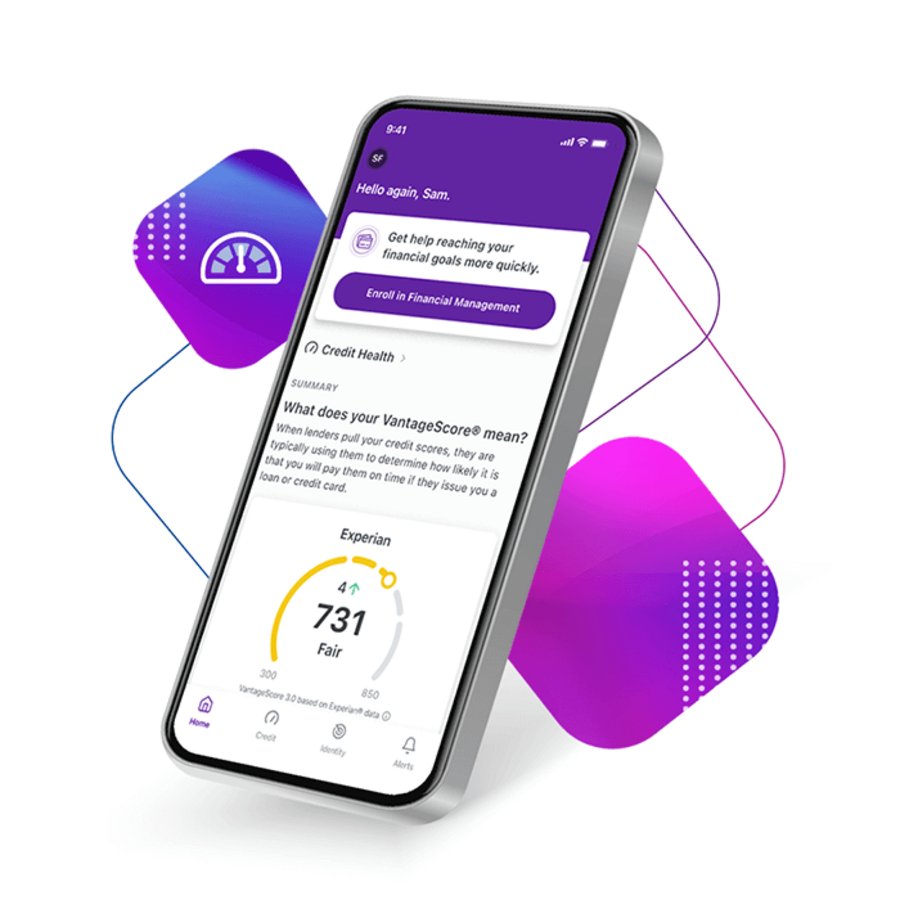 9:41
SF
Hello again, Sam.
Get help reaching your
financial goals more quickly.
Enroll in Financial Management
Credit Health
SUMMARY
What does your VantageScore® mean?
When lenders pull your credit scores, they are
typically using them to determine how likely it is
that you will pay them on time if they issue you a
loan or credit card.
Experian
4
731
Fair
300
850
VantageScore 3.0 based on Experian® data
Home
Credit
Identity
Alerts